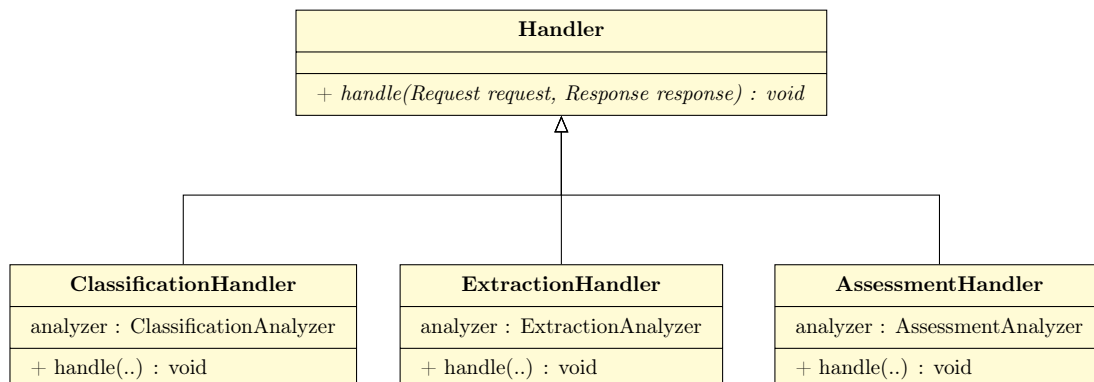 Handler
+ handle(Request request, Response response) : void
ClassificationHandler
analyzer : ClassificationAnalyzer
+ handle(..) : void
ExtractionHandler
analyzer : ExtractionAnalyzer
+ handle(..) : void
AssessmentHandler
analyzer : AssessmentAnalyzer
+ handle(..) : void